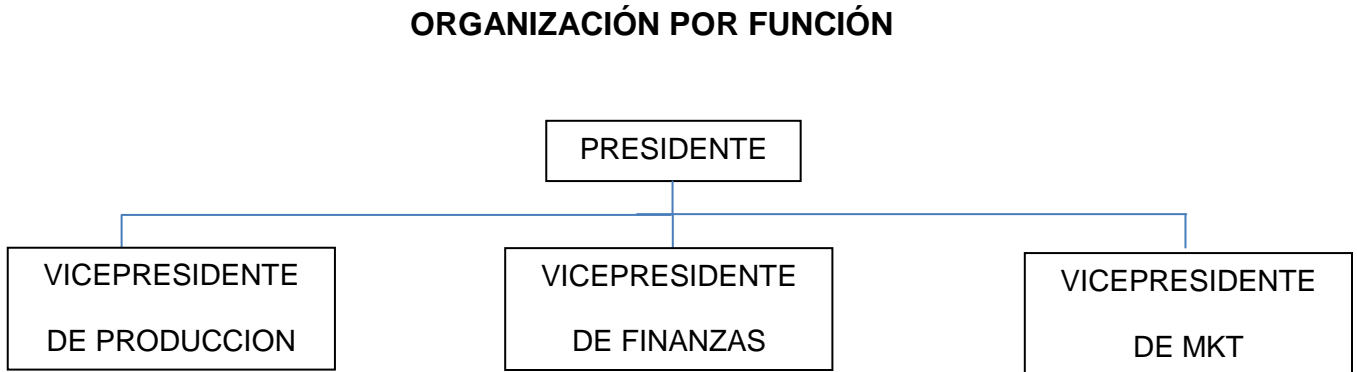 ORGANIZACIÓN POR FUNCIÓN
PRESIDENTE
VICEPRESIDENTE
DE PRODUCCION
VICEPRESIDENTE
DE FINANZAS
VICEPRESIDENTE
DE MKT